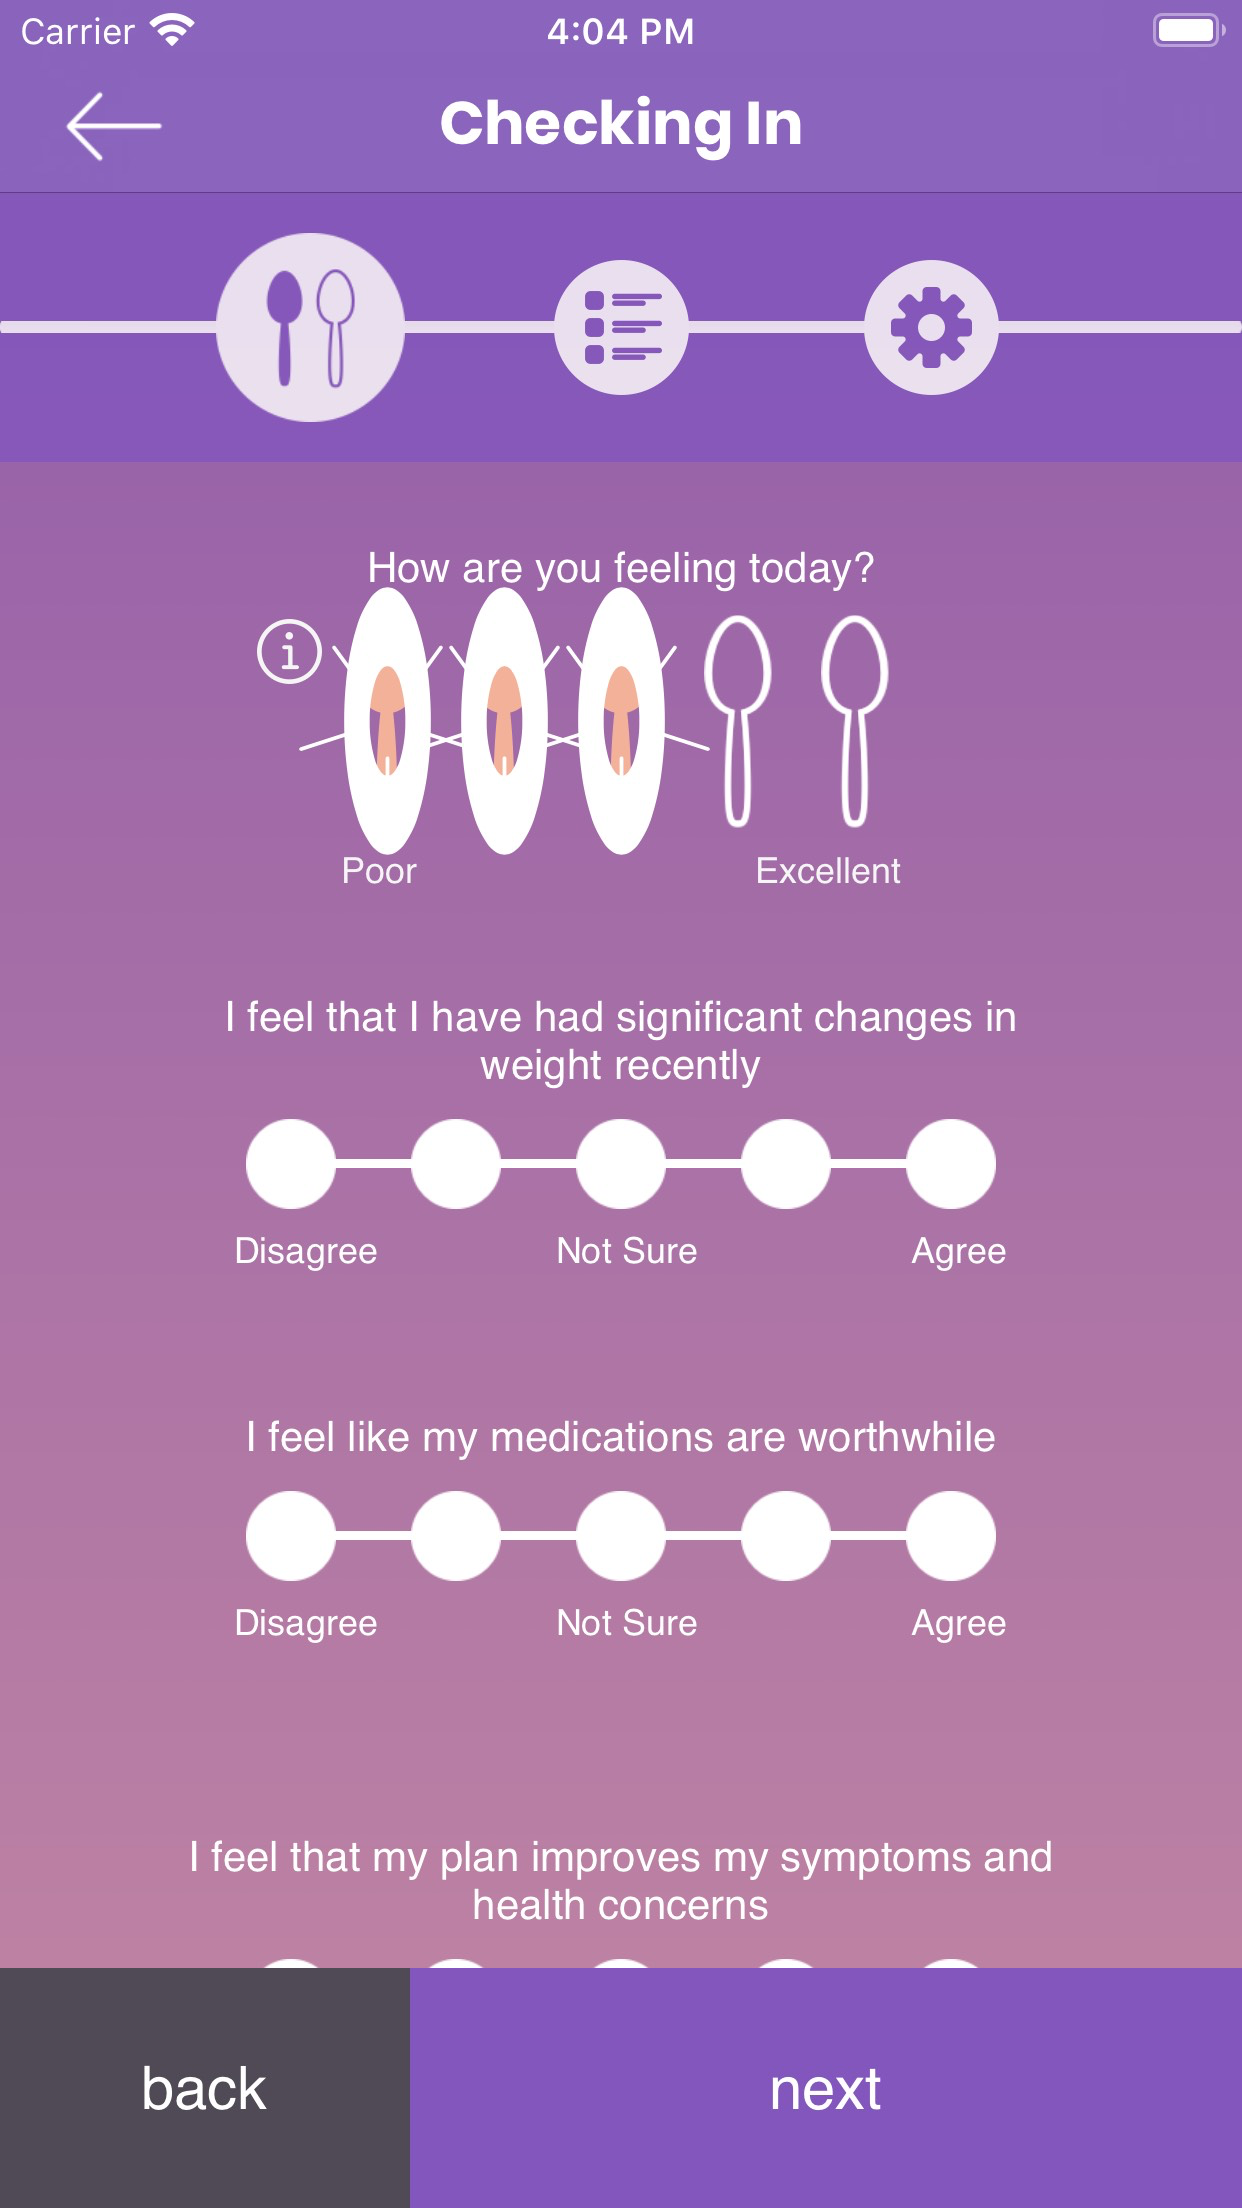 Carrier 4:04 PM
Checking In
How are you feeling today?
i
Poor Excellent
I feel that I have had significant changes in
weight recently
Disagree Not Sure Agree
I feel like my medications are worthwhile
Disagree Not Sure Agree
I feel that my plan improves my symptoms and
health concerns
back next